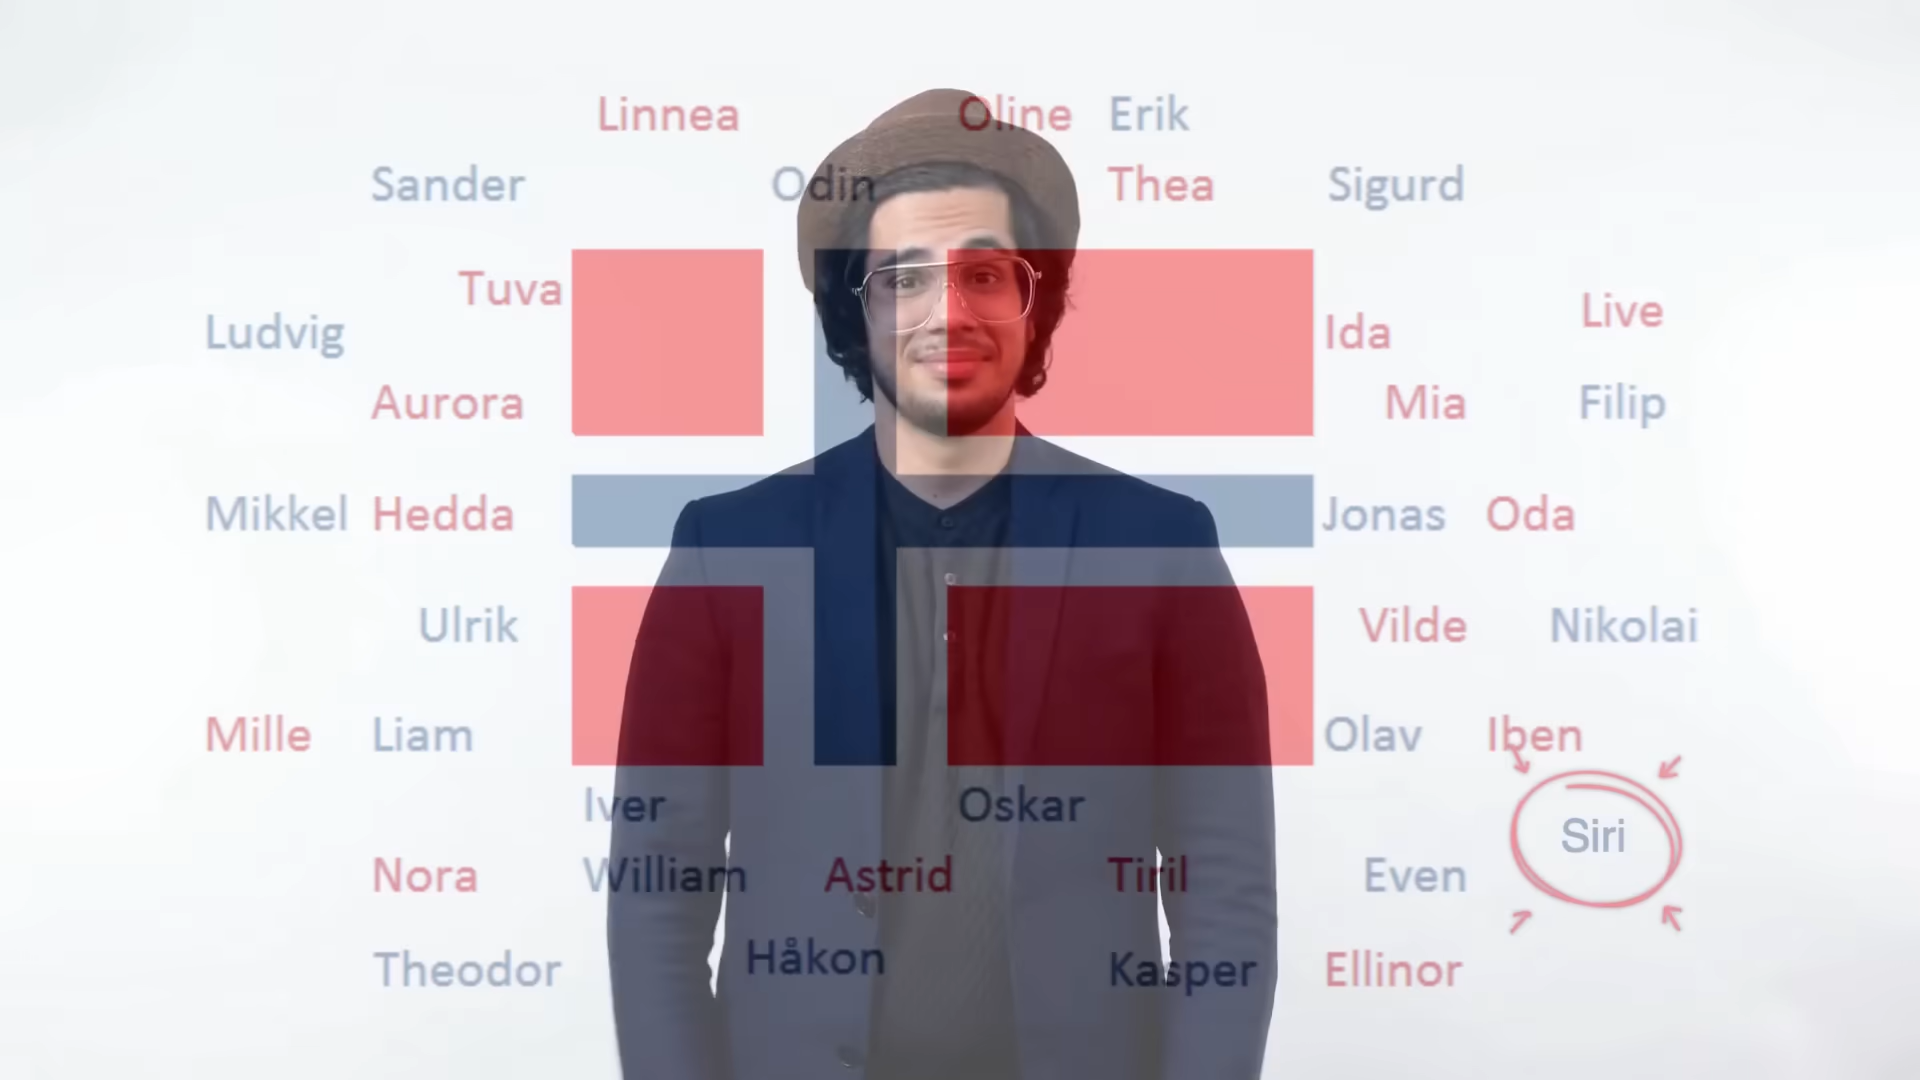 Linnea Oline Erik
Sander Odin Thea Sigurd
Tuva Ida Live
Ludvig
Aurora Mia Filip
Mikkel Hedda Jonas Oda
Ulrik Vilde Nikolai
Mille Liam Olav Iben
Iver Oskar Siri
Nora William Astrid Tiril Even
Theodor Håkon Kasper Ellinor